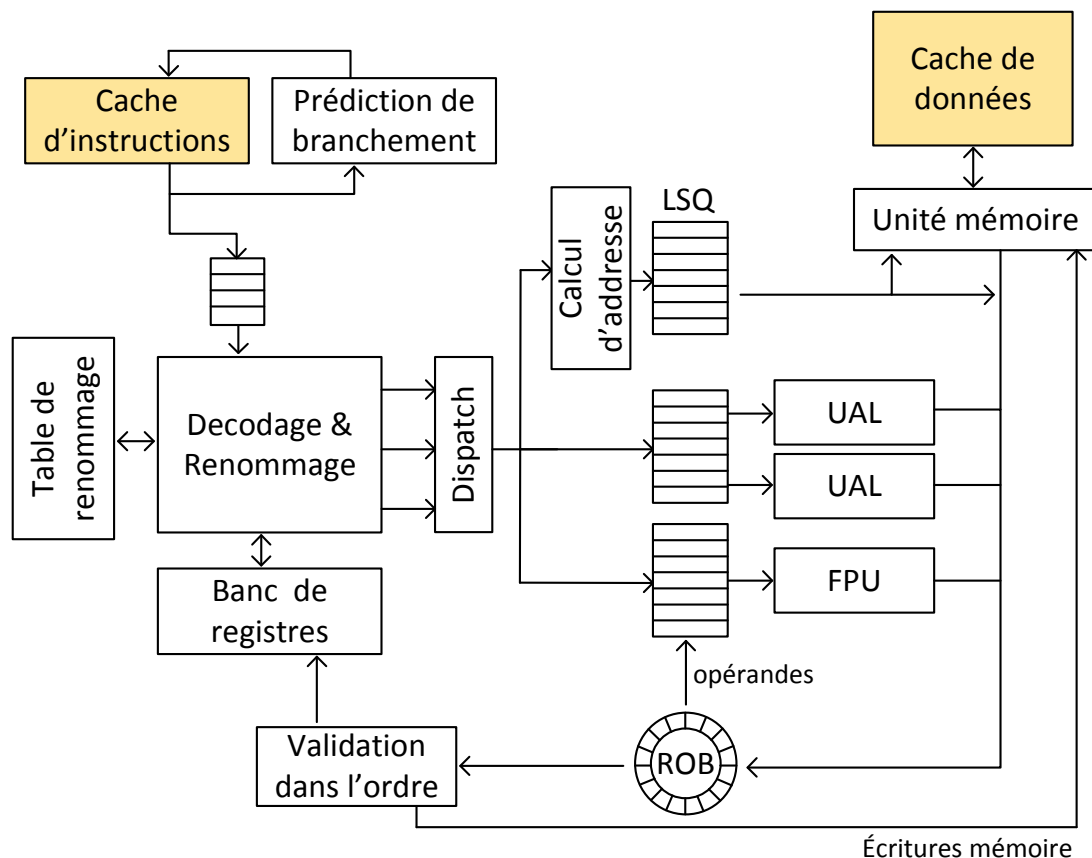 Cache
d'instructions
Prédiction de
branchement
Cache de
données
LSQ
Unité mémoire
Calcul
d'addresse
Table de
renommage
Decodage &
Renommage
Dispatch
UAL
UAL
FPU
Banc de
registres
opérandes
Validation
dans l'ordre
ROB
Écritures mémoire